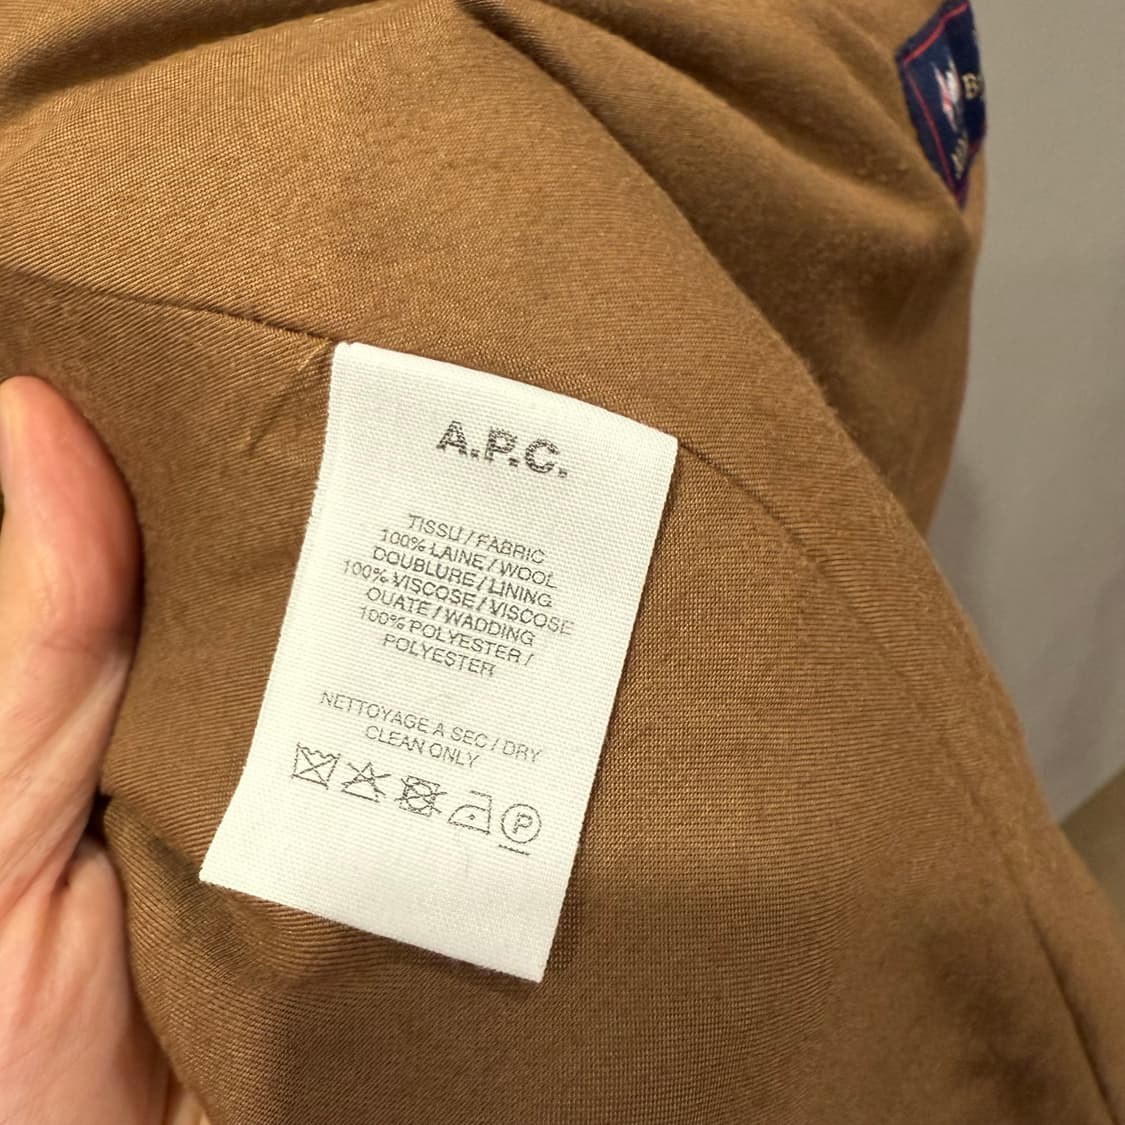 A.P.C.
TISSU / FABRIC
100% LAINE / WOOL
DOUBLURE / LINING
100% VISCOSE / VISCOSE
OUATE / WADDING
100% POLYESTER /
POLYESTER
NETTOYAGE A SEC / DRY
CLEAN ONLY
P